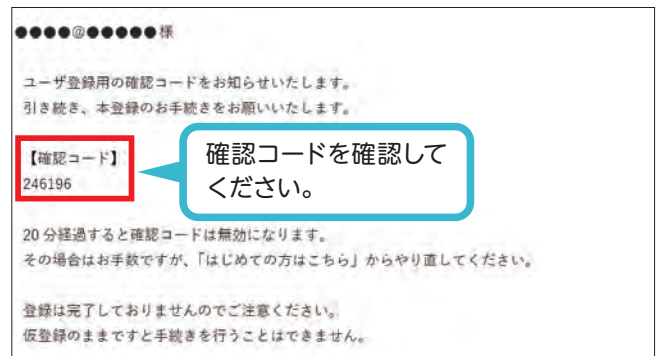 ●●●●@●●●●●様
ユーザ登録用の確認コードをお知らせいたします。
引き続き、本登録のお手続きをお願いいたします。
【確認コード】
246196
確認コードを確認して
ください。
20分経過すると確認コードは無効になります。
その場合はお手数ですが、「はじめての方はこちら」からやり直してください。
登録は完了しておりませんのでご注意ください。
仮登録のままですと手続きを行うことはできません。